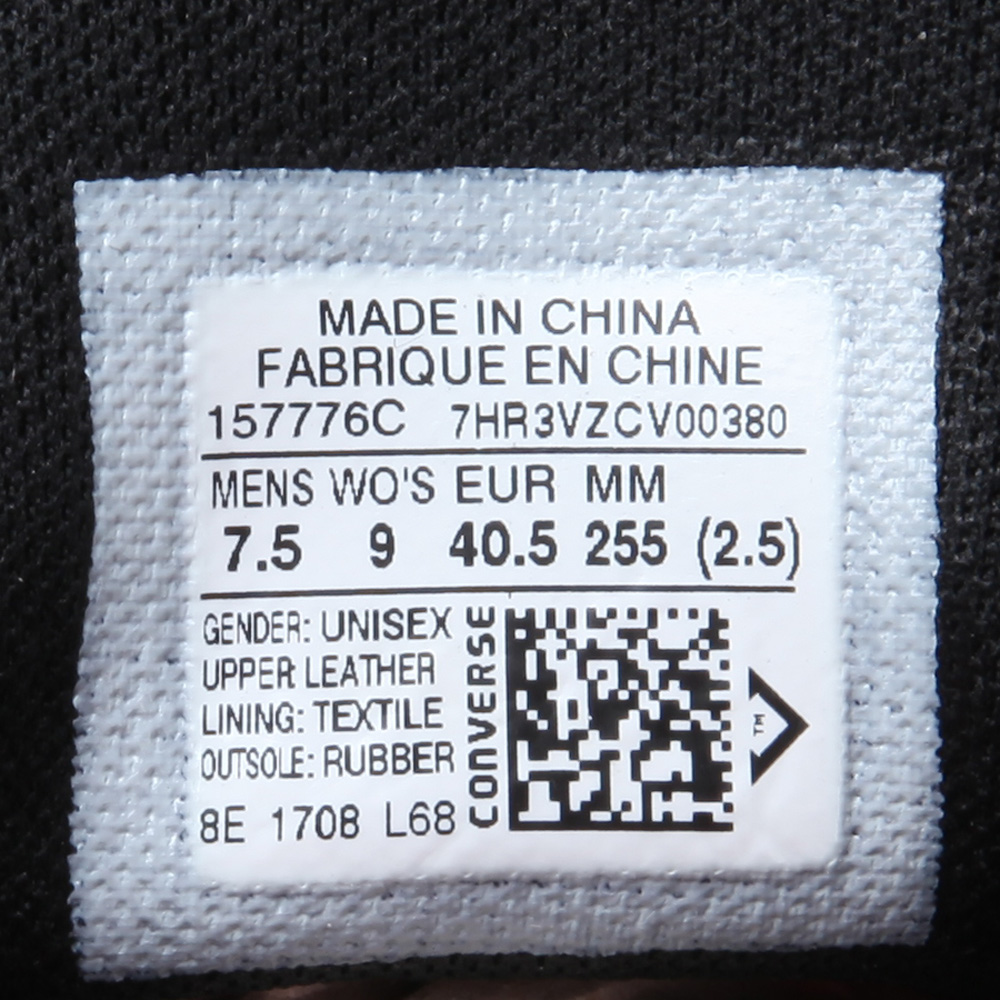 MADE IN CHINA
FABRIQUE EN CHINE
157776C 7HR3VZCV00380
MENS WO'S EUR MM
7.5 9 40.5 255 (2.5)
GENDER: UNISEX
UPPER: LEATHER
LINING: TEXTILE
OUTSOLE: RUBBER
8E 1708 L68
CONVERSE
TM